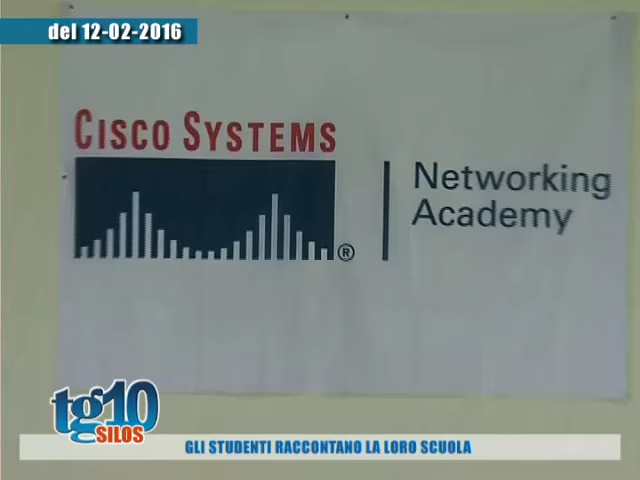 del 12-02-2016
CISCO SYSTEMS
®
Networking
Academy
tg10
SILOS
GLI STUDENTI RACCONTANO LA LORO SCUOLA